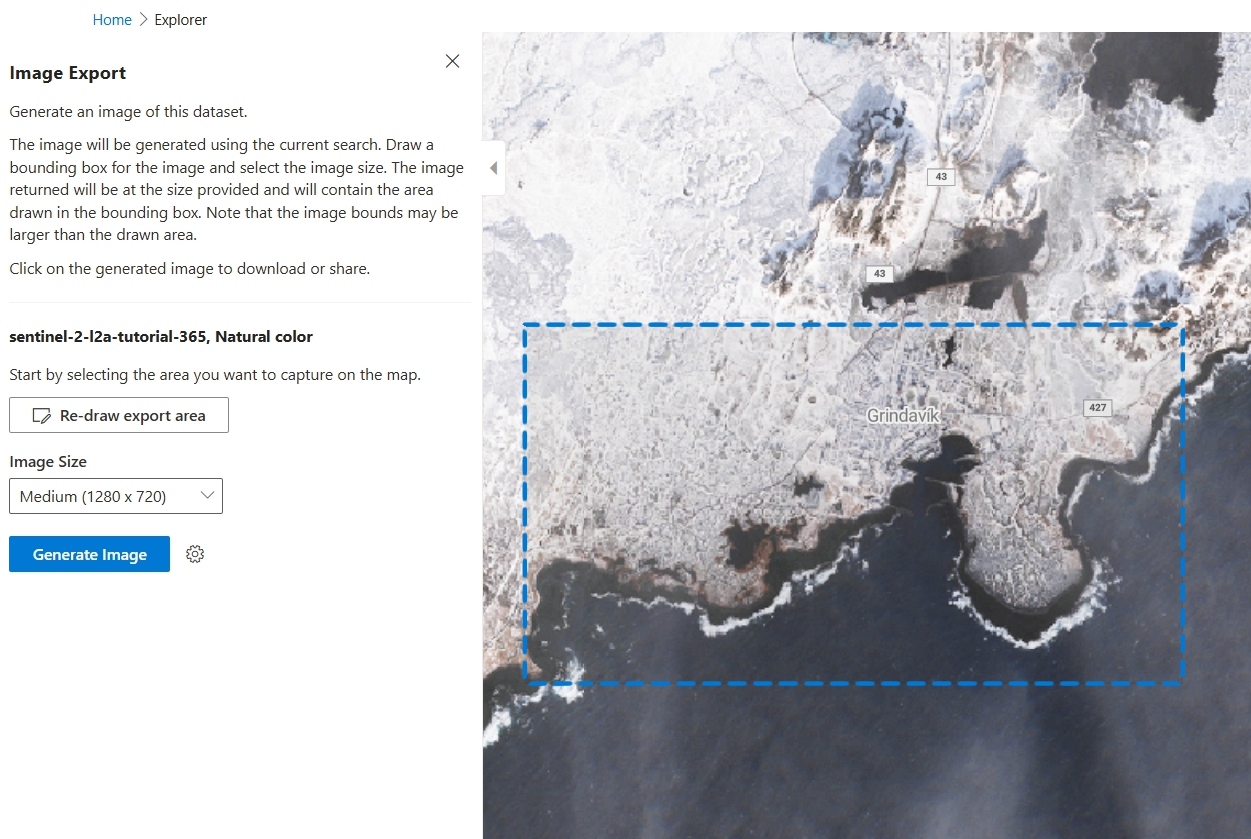 Home > Explorer
Image Export
Generate an image of this dataset.
The image will be generated using the current search. Draw a
bounding box for the image and select the image size. The image
returned will be at the size provided and will contain the area
drawn in the bounding box. Note that the image bounds may be
larger than the drawn area.
Click on the generated image to download or share.
sentinel-2-l2a-tutorial-365, Natural color
Start by selecting the area you want to capture on the map.
Re-draw export area
Image Size
Medium (1280 x 720)
Generate Image
43
43
427
Grindavík